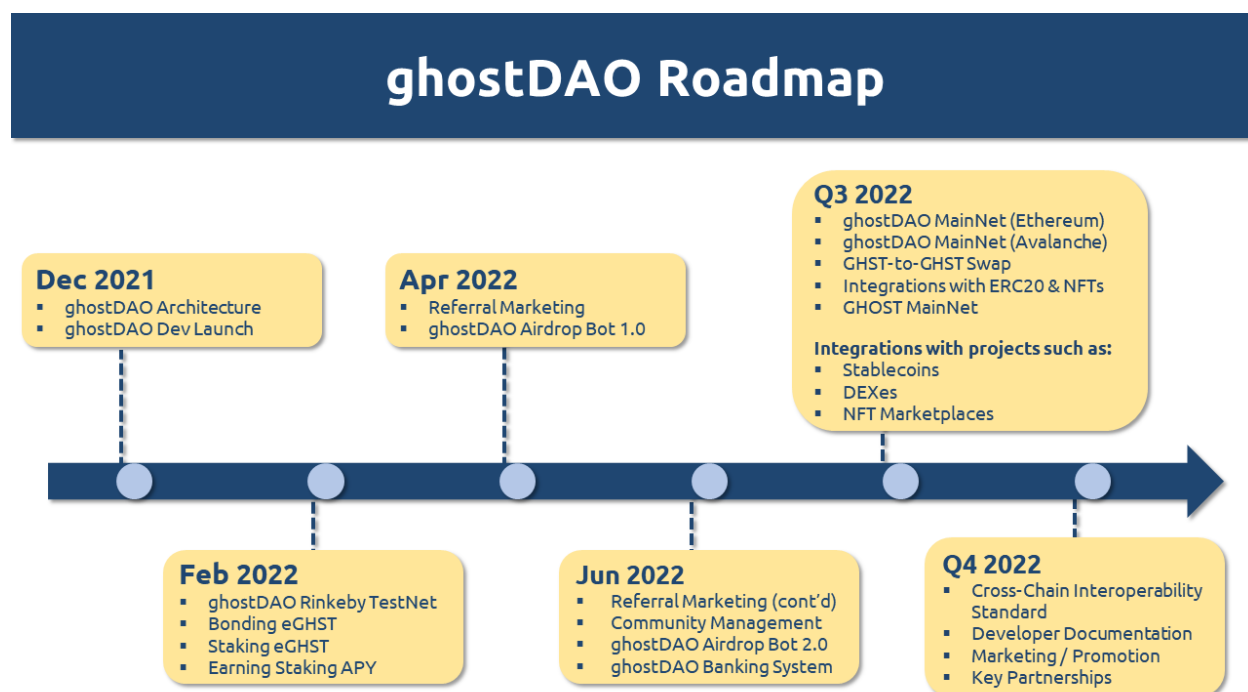 ghostDAO Roadmap
Dec 2021
▪ ghostDAO Architecture
▪ ghostDAO Dev Launch
Feb 2022
▪ ghostDAO Rinkeby TestNet
▪ Bonding eGHST
▪ Staking eGHST
▪ Earning Staking APY
Apr 2022
▪ Referral Marketing
▪ ghostDAO Airdrop Bot 1.0
Jun 2022
▪ Referral Marketing (cont’d)
▪ Community Management
▪ ghostDAO Airdrop Bot 2.0
▪ ghostDAO Banking System
Q3 2022
▪ ghostDAO MainNet (Ethereum)
▪ ghostDAO MainNet (Avalanche)
▪ GHST-to-GHST Swap
▪ Integrations with ERC20 & NFTs
▪ GHOST MainNet
Integrations with projects such as:
▪ Stablecoins
▪ DEXes
▪ NFT Marketplaces
Q4 2022
▪ Cross-Chain Interoperability
Standard
▪ Developer Documentation
▪ Marketing / Promotion
▪ Key Partnerships